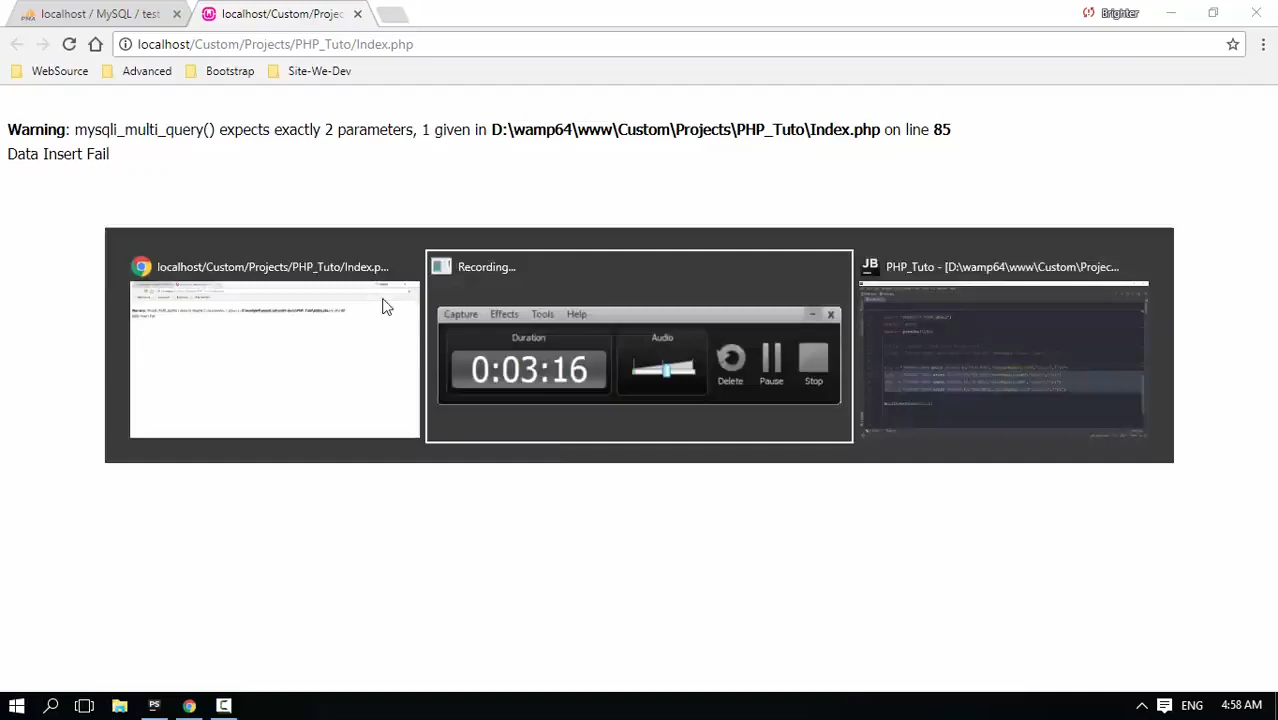 localhost / MySQL / test
localhost/Custom/Projec
Brighter
localhost/Custom/Projects/PHP_Tuto/Index.php
WebSource
Advanced
Bootstrap
Site-We-Dev
Warning: mysqli_multi_query() expects exactly 2 parameters, 1 given in D:\wamp64\www\Custom\Projects\PHP_Tuto\Index.php on line 85
Data Insert Fail
localhost/Custom/Projects/PHP_Tuto/Index.p...
Recording...
JB PHP_Tuto - [D:\wamp64\www\Custom\Projec...
Capture Effects Tools Help
Duration
Audio
0:03:16
Delete
Pause
Stop
PS
C
ENG
4:58 AM